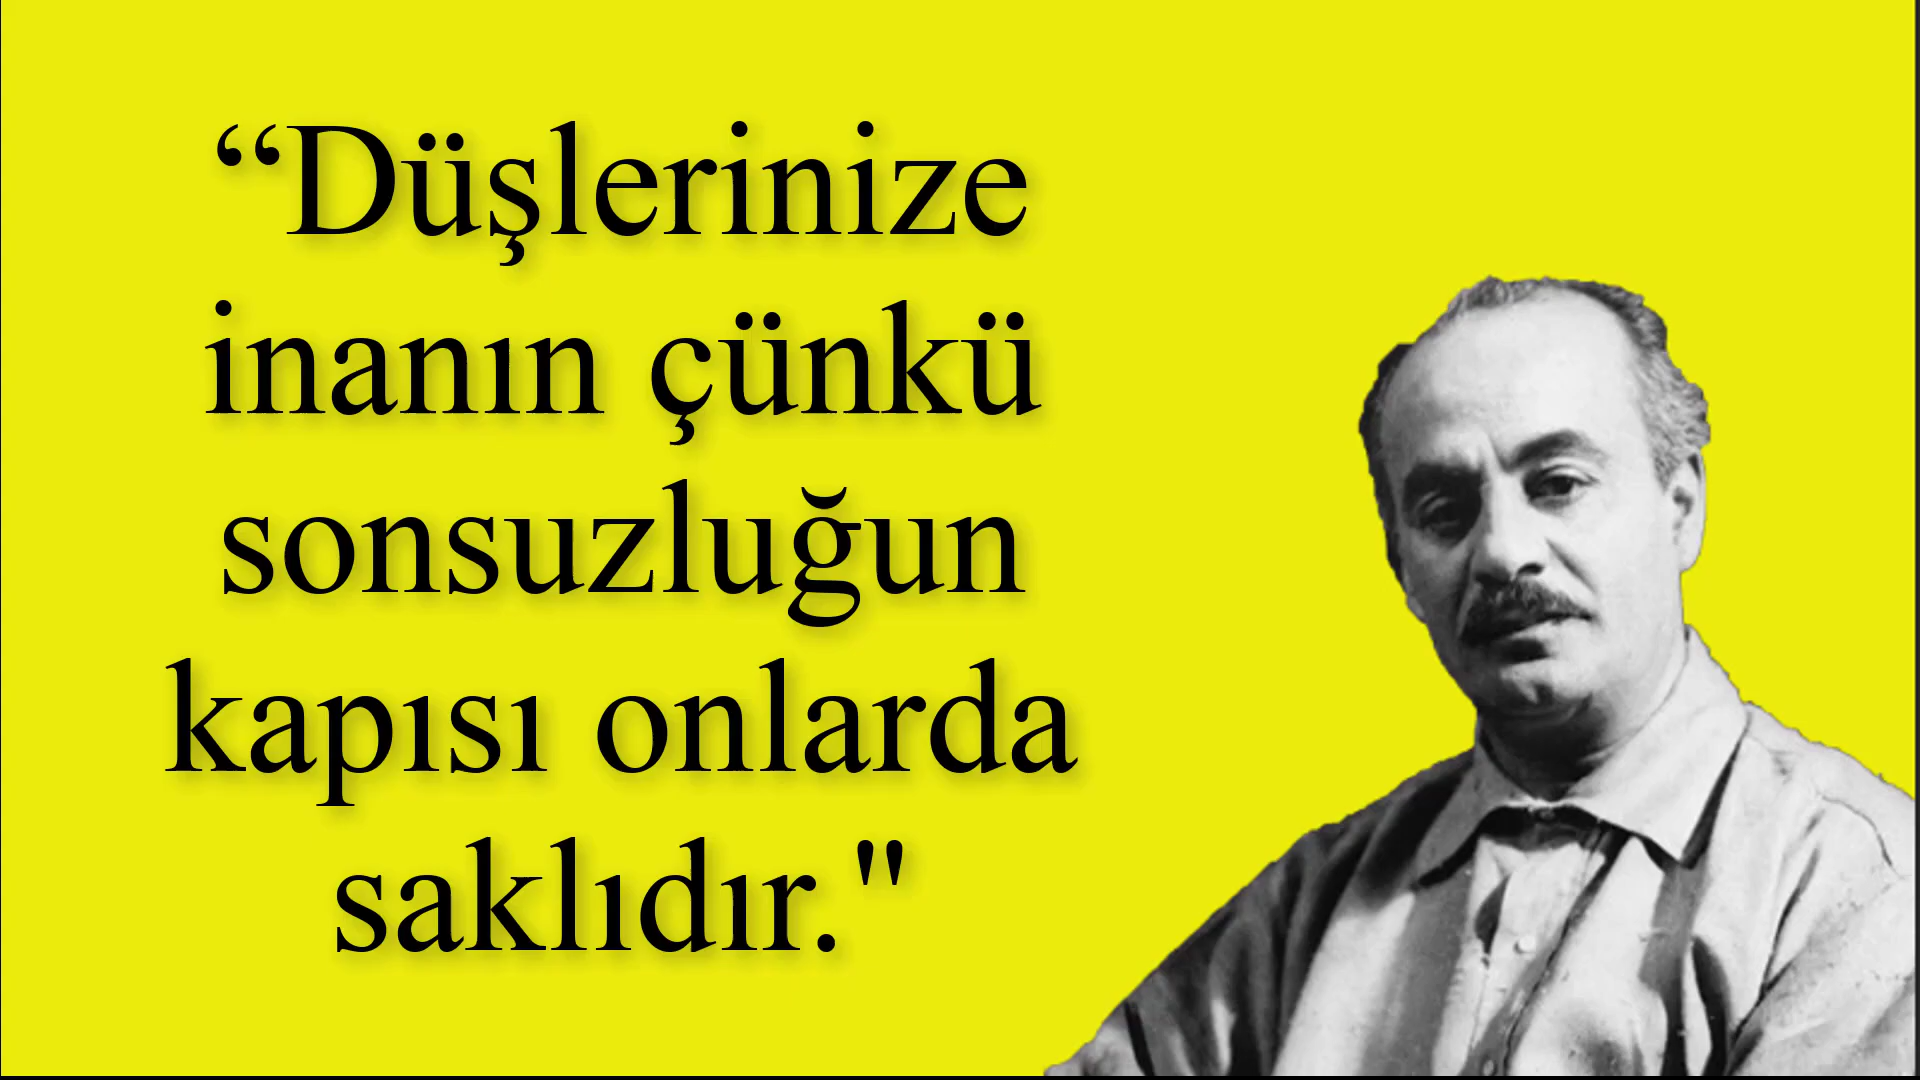 “Düşlerinize
inanın çünkü
sonsuzluğun
kapısı onlarda
saklıdır."